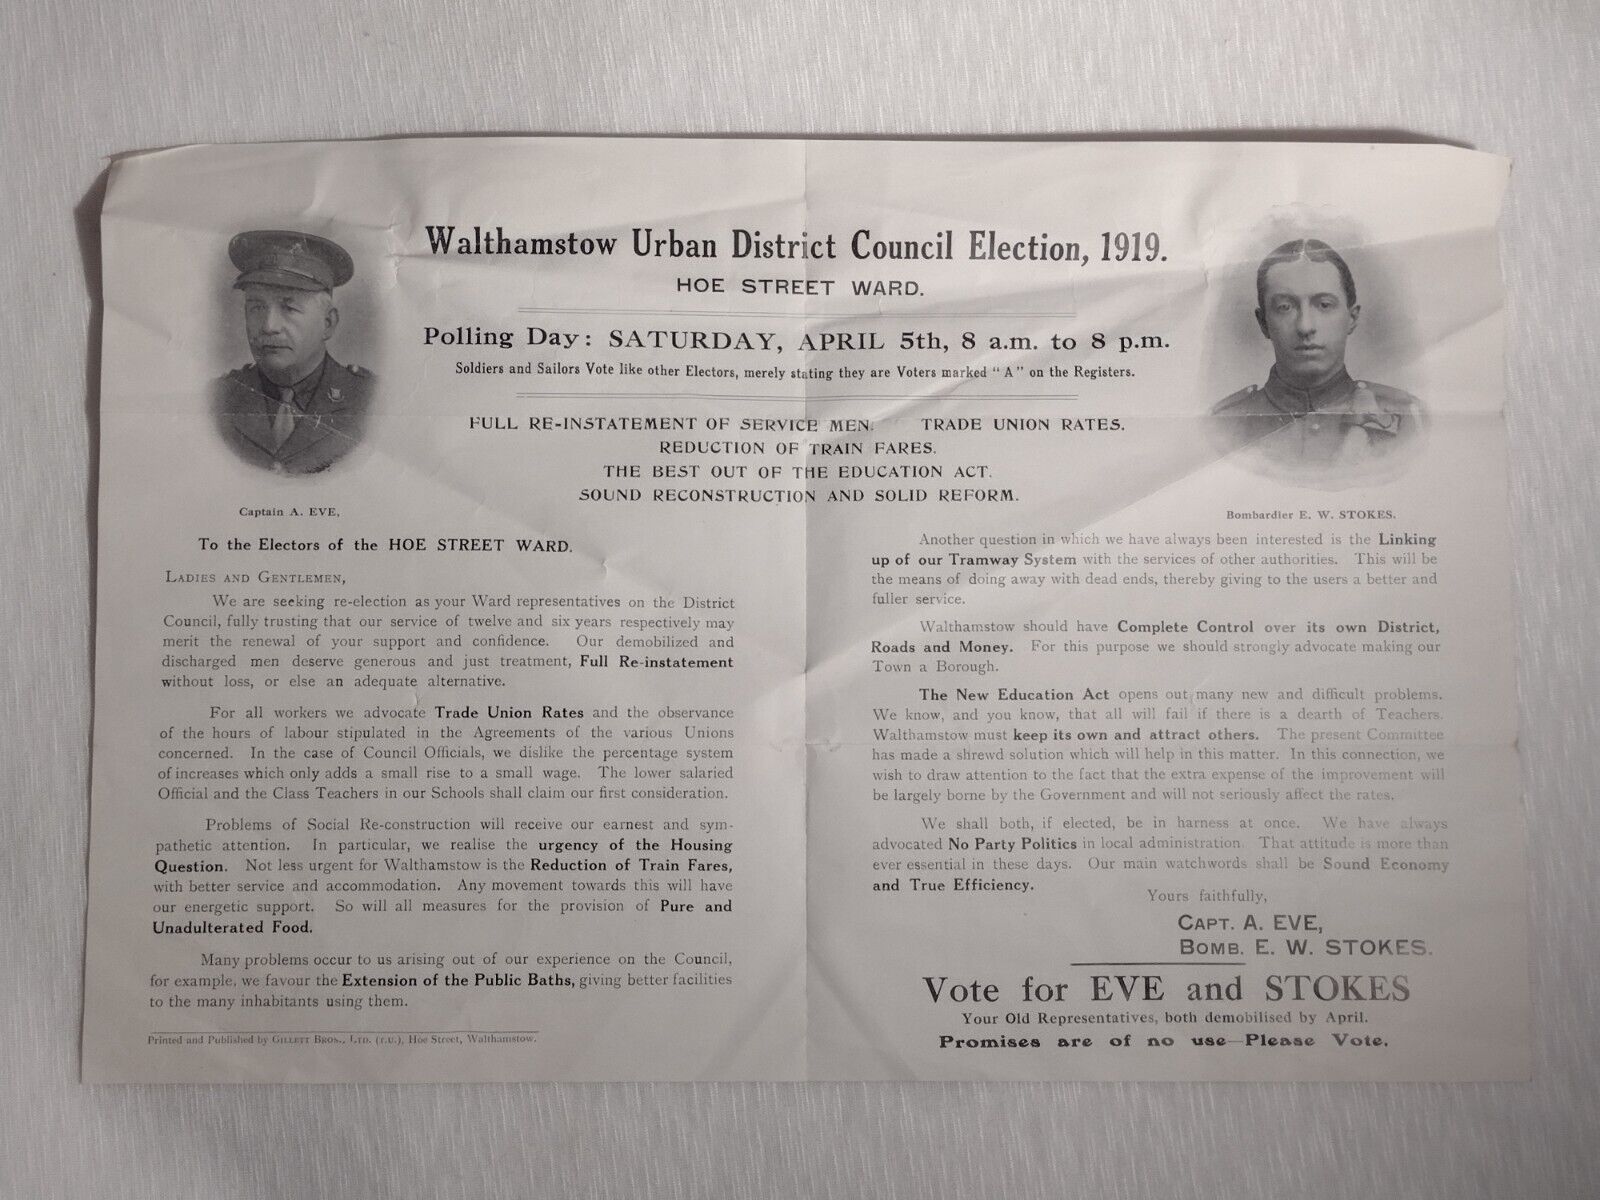 Walthamstow Urban District Council Election, 1919.
HOE STREET WARD.
Polling Day: SATURDAY, APRIL 5th, 8 a.m. to 8 p.m.
Soldiers and Sailors Vote like other Electors, merely stating they are Voters marked "A" on the Registers.
FULL RE-INSTATEMENT OF SERVICE MEN. TRADE UNION RATES.
REDUCTION OF TRAIN FARES.
THE BEST OUT OF THE EDUCATION ACT.
SOUND RECONSTRUCTION AND SOLID REFORM.
Captain A. EVE,
Bombardier E. W. STOKES.
To the Electors of the HOE STREET WARD.
LADIES AND GENTLEMEN,
We are seeking re-election as your Ward representatives on the District
Council, fully trusting that our service of twelve and six years respectively may
merit the renewal of your support and confidence. Our demobilized and
discharged men deserve generous and just treatment, Full Re-instatement
without loss, or else an adequate alternative.
For all workers we advocate Trade Union Rates and the observance
of the hours of labour stipulated in the Agreements of the various Unions
concerned. In the case of Council Officials, we dislike the percentage system
of increases which only adds a small rise to a small wage. The lower salaried
Official and the Class Teachers in our Schools shall claim our first consideration.
Problems of Social Re-construction will receive our earnest and sym-
pathetic attention. In particular, we realise the urgency of the Housing
Question. Not less urgent for Walthamstow is the Reduction of Train Fares,
with better service and accommodation. Any movement towards this will have
our energetic support. So will all measures for the provision of Pure and
Unadulterated Food.
Many problems occur to us arising out of our experience on the Council,
for example, we favour the Extension of the Public Baths, giving better facilities
to the many inhabitants using them.
Printed and Published by GILLETT BROS., LTD. (T.U.), Hoe Street, Walthamstow.
Another question in which we have always been interested is the Linking
up of our Tramway System with the services of other authorities. This will be
the means of doing away with dead ends, thereby giving to the users a better and
fuller service.
Walthamstow should have Complete Control over its own District,
Roads and Money. For this purpose we should strongly advocate making our
Town a Borough.
The New Education Act opens out many new and difficult problems.
We know, and you know, that all will fail if there is a dearth of Teachers.
Walthamstow must keep its own and attract others. The present Committee
has made a shrewd solution which will help in this matter. In this connection, we
wish to draw attention to the fact that the extra expense of the improvement will
be largely borne by the Government and will not seriously affect the rates.
We shall both, if elected, be in harness at once. We have always
advocated No Party Politics in local administration. That attitude is more than
ever essential in these days. Our main watchwords shall be Sound Economy
and True Efficiency.
Yours faithfully,
CAPT. A. EVE,
BOMB. E. W. STOKES.
Vote for EVE and STOKES
Your Old Representatives, both demobilised by April.
Promises are of no use—Please Vote.